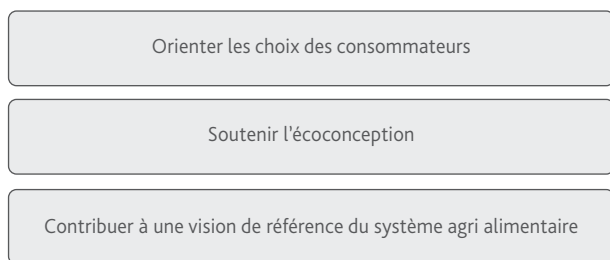 Orienter les choix des consommateurs
Soutenir l'écoconception
Contribuer à une vision de référence du système agri alimentaire